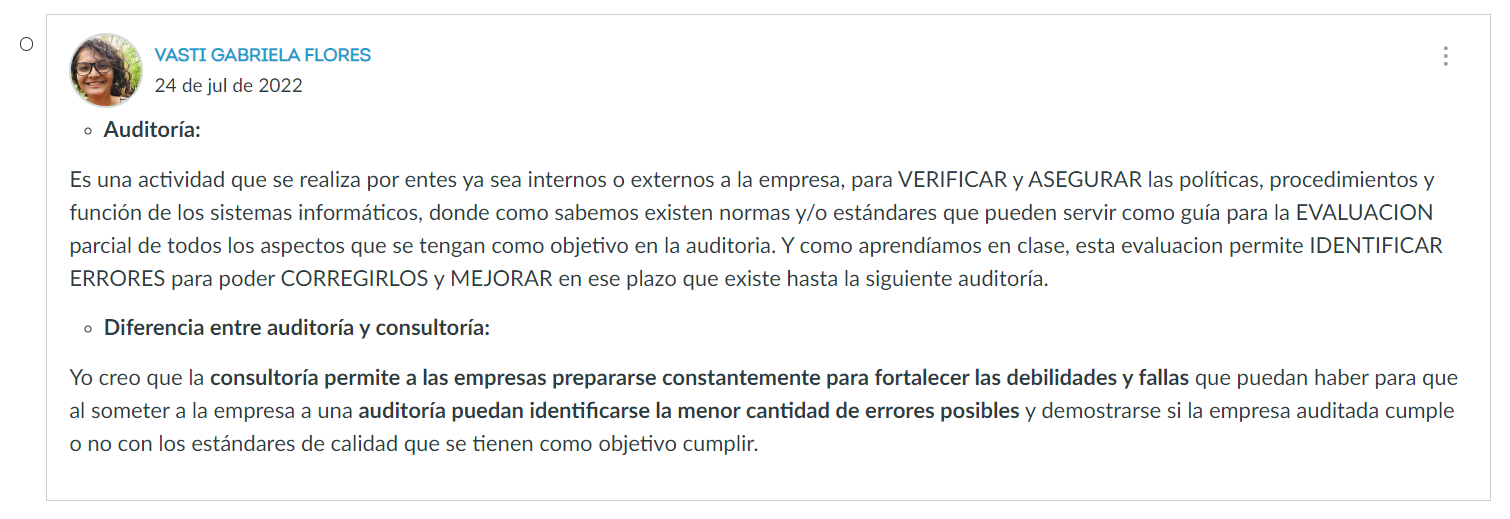 VASTI GABRIELA FLORES
24 de jul de 2022
Auditoría:
Es una actividad que se realiza por entes ya sea internos o externos a la empresa, para VERIFICAR y ASEGURAR las políticas, procedimientos y
función de los sistemas informáticos, donde como sabemos existen normas y/o estándares que pueden servir como guía para la EVALUACION
parcial de todos los aspectos que se tengan como objetivo en la auditoria. Y como aprendíamos en clase, esta evaluacion permite IDENTIFICAR
ERRORES para poder CORREGIRLOS y MEJORAR en ese plazo que existe hasta la siguiente auditoría.
Diferencia entre auditoría y consultoría:
Yo creo que la consultoría permite a las empresas prepararse constantemente para fortalecer las debilidades y fallas que puedan haber para que
al someter a la empresa a una auditoría puedan identificarse la menor cantidad de errores posibles y demostrarse si la empresa auditada cumple
o no con los estándares de calidad que se tienen como objetivo cumplir.